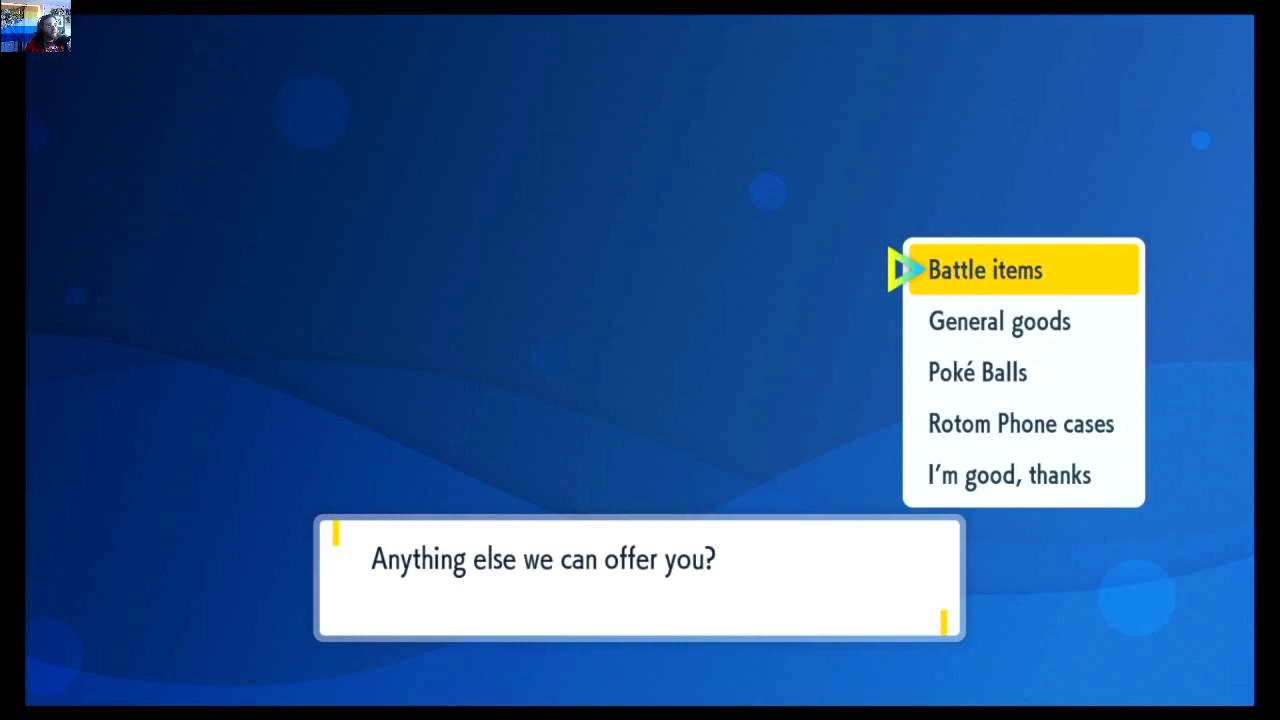 Battle items
General goods
Poké Balls
Rotom Phone cases
I'm good, thanks
Anything else we can offer you?